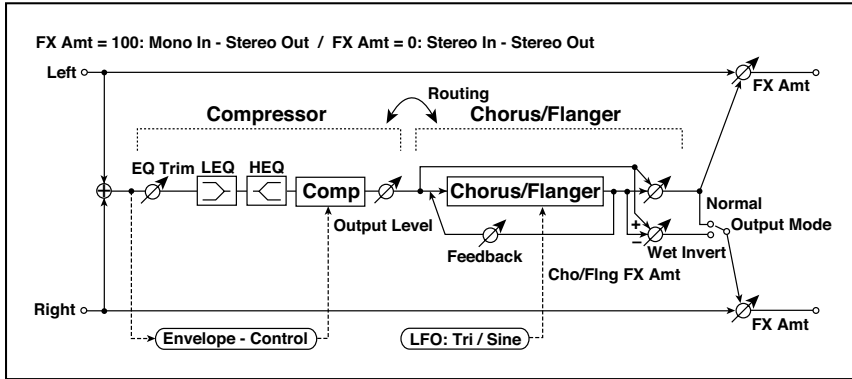 FX Amt = 100: Mono In - Stereo Out / FX Amt = 0: Stereo In - Stereo Out
Left
FX Amt
Routing
Compressor
Chorus/Flanger
EQ Trim
LEQ
HEQ
Comp
Chorus/Flanger
Normal
Output Level
+
−
Output Mode
Feedback
Wet Invert
Cho/Flng FX Amt
Right
FX Amt
Envelope - Control
LFO: Tri / Sine